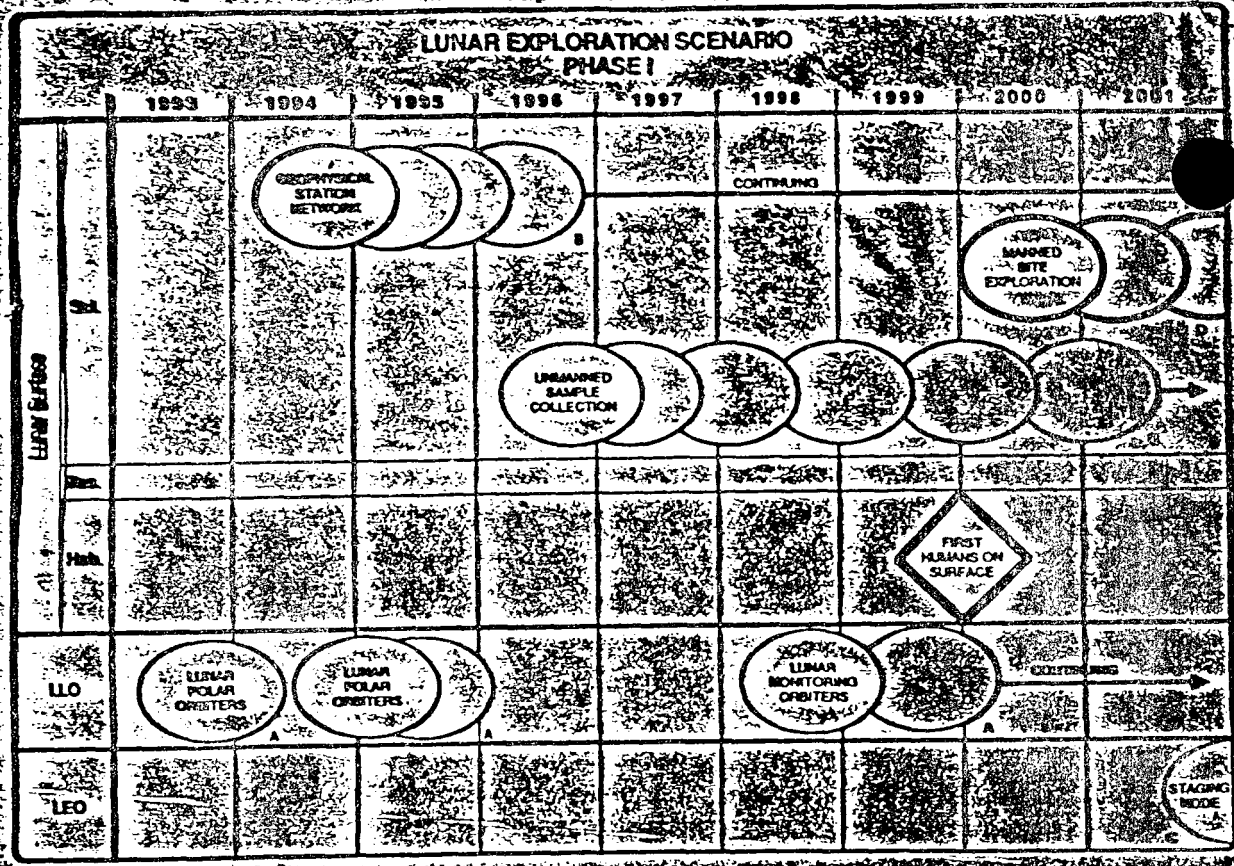 LUNAR EXPLORATION SCENARIO
PHASE I
1993 1994 1995 1996 1997 1998 1999 2000 2001
GEOPHYSICAL
STATION
NETWORK
CONTINUING
B
MANNED
SITE
EXPLORATION
D
Sci.
UNMANNED
SAMPLE
COLLECTION
Surface
Hab.
FIRST
HUMANS ON
SURFACE
LLO
LUNAR
POLAR
ORBITERS
A
LUNAR
POLAR
ORBITERS
A
LUNAR
MONITORING
ORBITERS
A
CONTINUING
LEO
STAGING
NODE
C